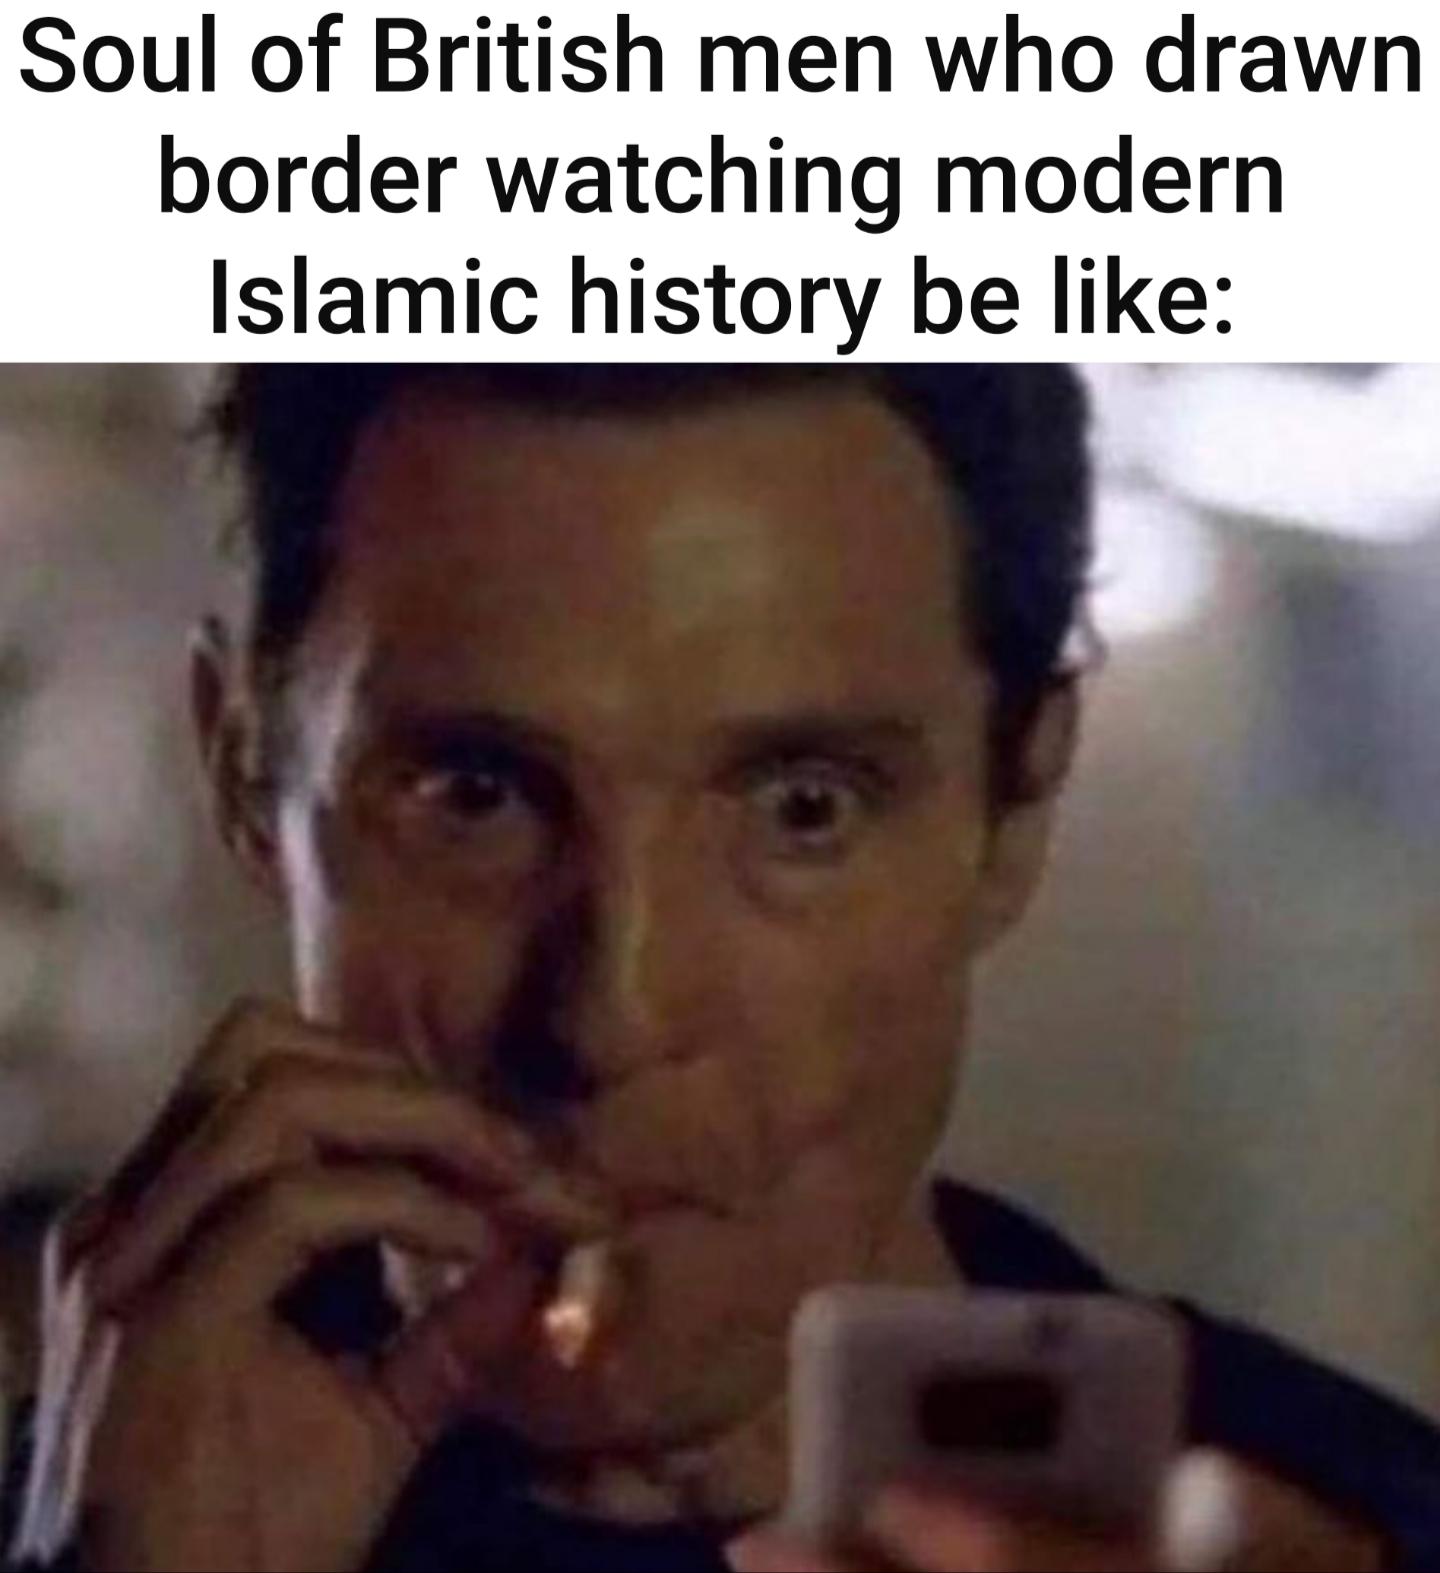 Soul of British men who drawn
border watching modern
Islamic history be like: